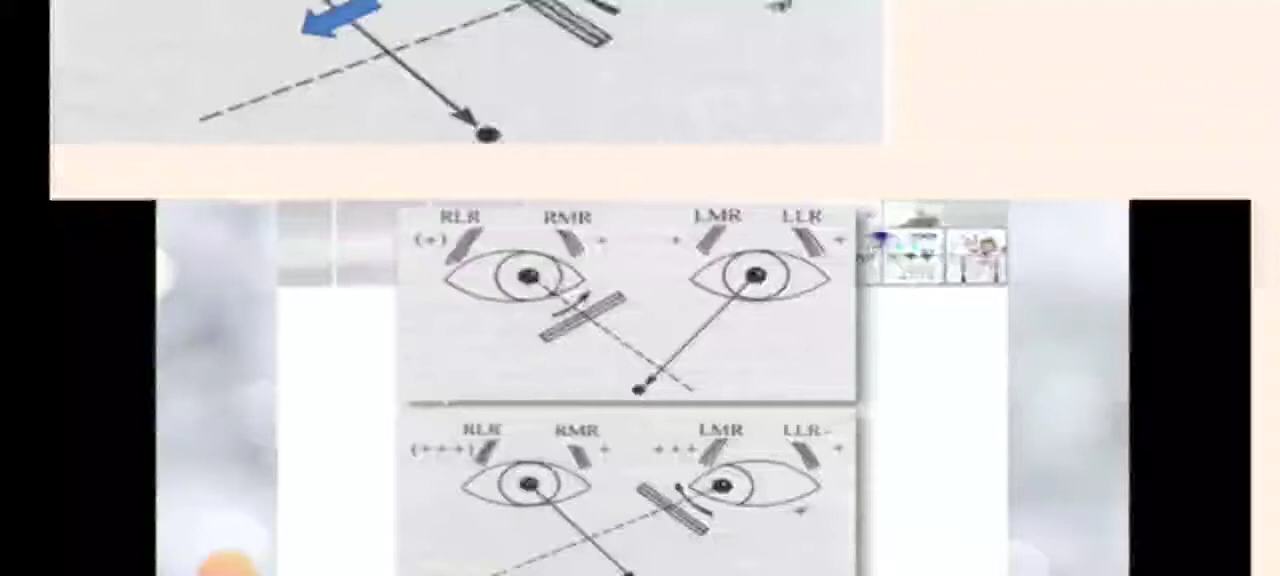 RLR RMR LMR LLR
(+) + + +
RLR RMR LMR LLR-
(+++) + +++ +
+